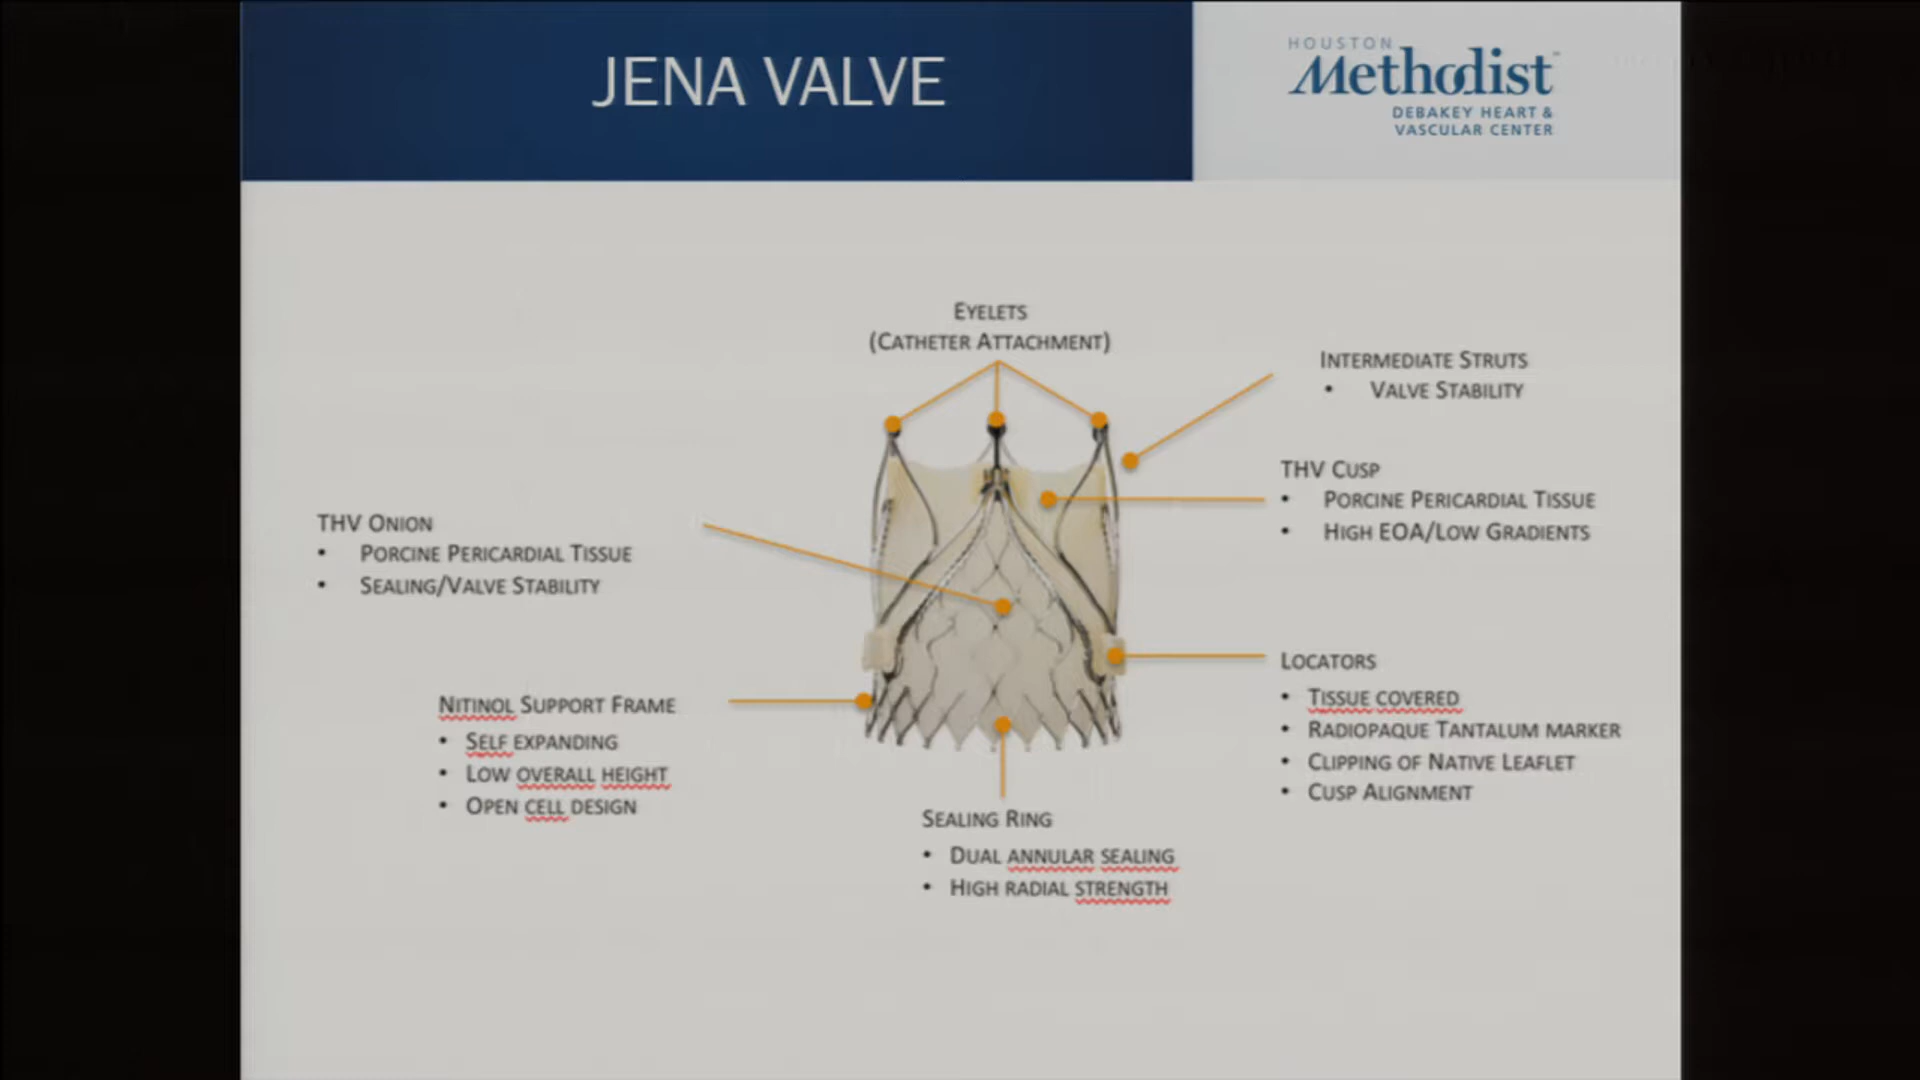 JENA VALVE
HOUSTON
Methodist
DEBAKEY HEART &
VASCULAR CENTER
EYELETS
(CATHETER ATTACHMENT)
INTERMEDIATE STRUTS
• VALVE STABILITY
THV CUSP
• PORCINE PERICARDIAL TISSUE
• HIGH EOA/LOW GRADIENTS
THV ONION
• PORCINE PERICARDIAL TISSUE
• SEALING/VALVE STABILITY
LOCATORS
• TISSUE COVERED
• RADIOPAQUE TANTALUM MARKER
• CLIPPING OF NATIVE LEAFLET
• CUSP ALIGNMENT
NITINOL SUPPORT FRAME
• SELF EXPANDING
• LOW OVERALL HEIGHT
• OPEN CELL DESIGN
SEALING RING
• DUAL ANNULAR SEALING
• HIGH RADIAL STRENGTH